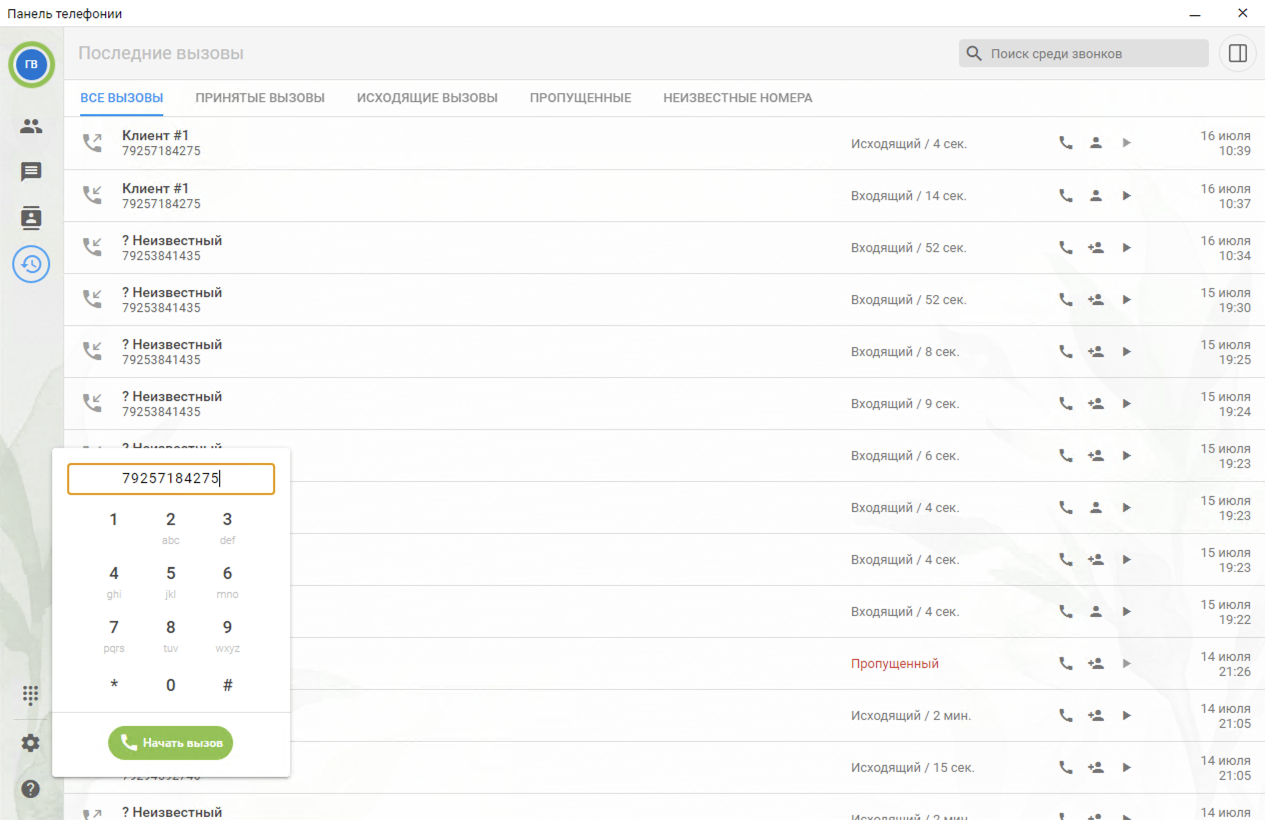 Панель телефонии
ГВ
Последние вызовы
Поиск среди звонков
ВСЕ ВЫЗОВЫ ПРИНЯТЫЕ ВЫЗОВЫ ИСХОДЯЩИЕ ВЫЗОВЫ ПРОПУЩЕННЫЕ НЕИЗВЕСТНЫЕ НОМЕРА
Клиент #1
79257184275
Исходящий / 4 сек.
16 июля
10:39
Клиент #1
79257184275
Входящий / 14 сек.
16 июля
10:37
? Неизвестный
79253841435
Входящий / 52 сек.
16 июля
10:34
? Неизвестный
79253841435
Входящий / 52 сек.
15 июля
19:30
? Неизвестный
79253841435
Входящий / 8 сек.
15 июля
19:25
? Неизвестный
79253841435
Входящий / 9 сек.
15 июля
19:24
? Неизвестный
Входящий / 6 сек.
15 июля
19:23
Входящий / 4 сек.
15 июля
19:23
Входящий / 4 сек.
15 июля
19:23
Входящий / 4 сек.
15 июля
19:22
Пропущенный
14 июля
21:26
Исходящий / 2 мин.
14 июля
21:05
Исходящий / 15 сек.
14 июля
21:05
? Неизвестный
Исходящий / 2 мин.
14 июля
79257184275
1 2 3
abc def
4 5 6
ghi jkl mno
7 8 9
pqrs tuv wxyz
* 0 #
Начать вызов